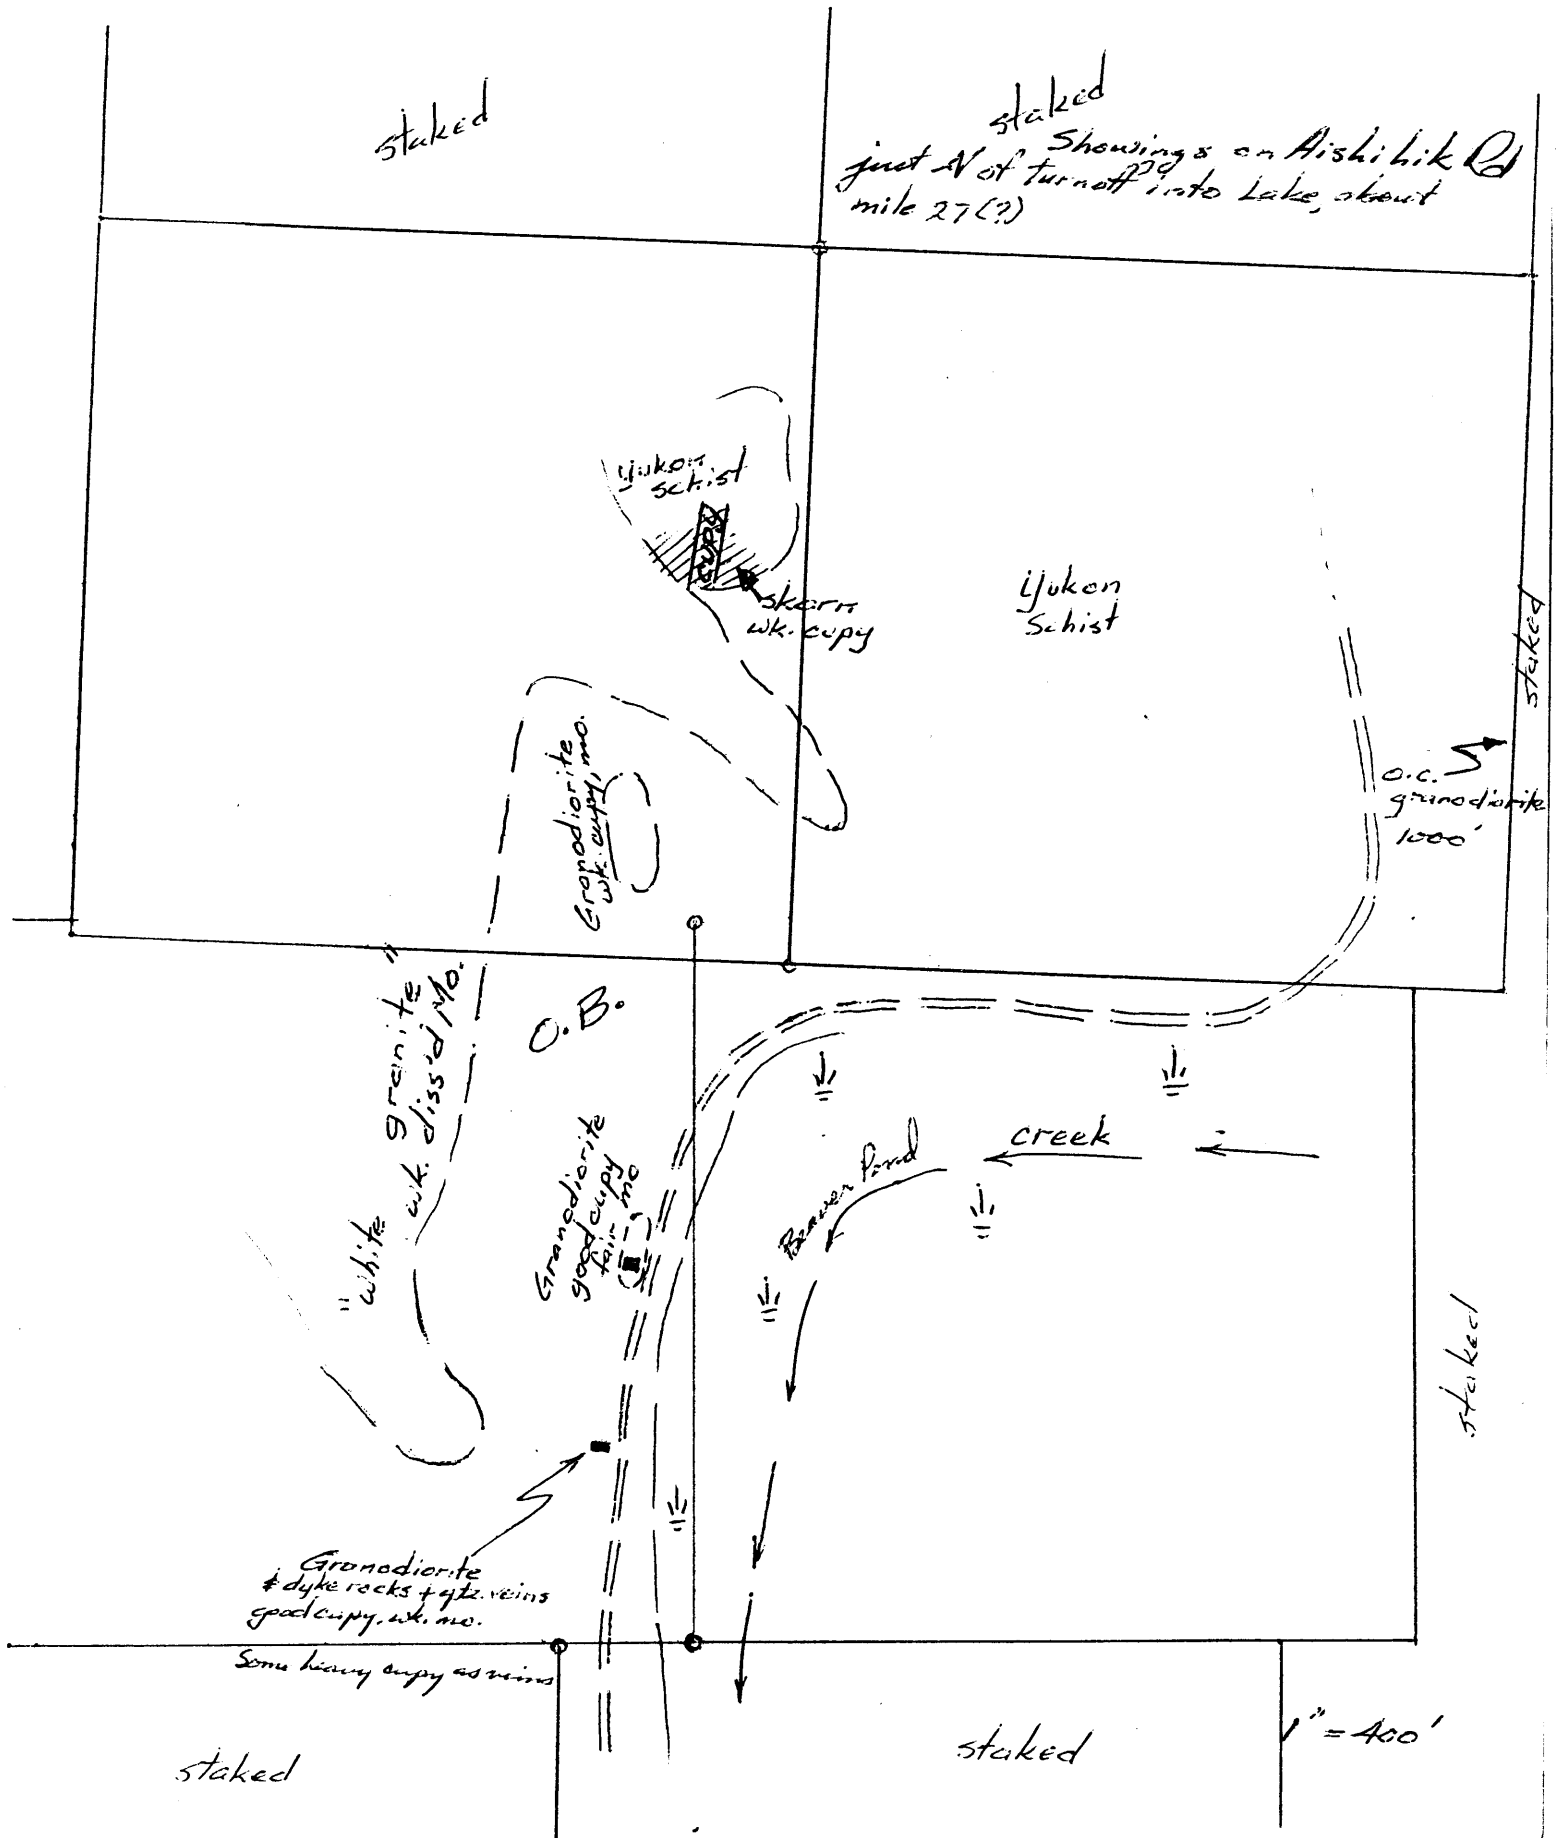 staked
staked
Showings on Aishihik Rd
just N of turnoff into Lake, about
mile 27(?)
yukon
schist
cupy
skarn
wk. cupy
Yukon
Schist
staked
Granodiorite
wk. cupy, mo.
o.c.
granodiorite
1000'
"white granite"
wk. diss'd Mo.
O.B.
Granodiorite
good cupy
fair mo
Beaver Pond
creek
staked
Granodiorite
& dyke rocks + qtz. veins
good cupy. wk. mo.
Some heavy cupy as veins
staked
staked
1" = 400'